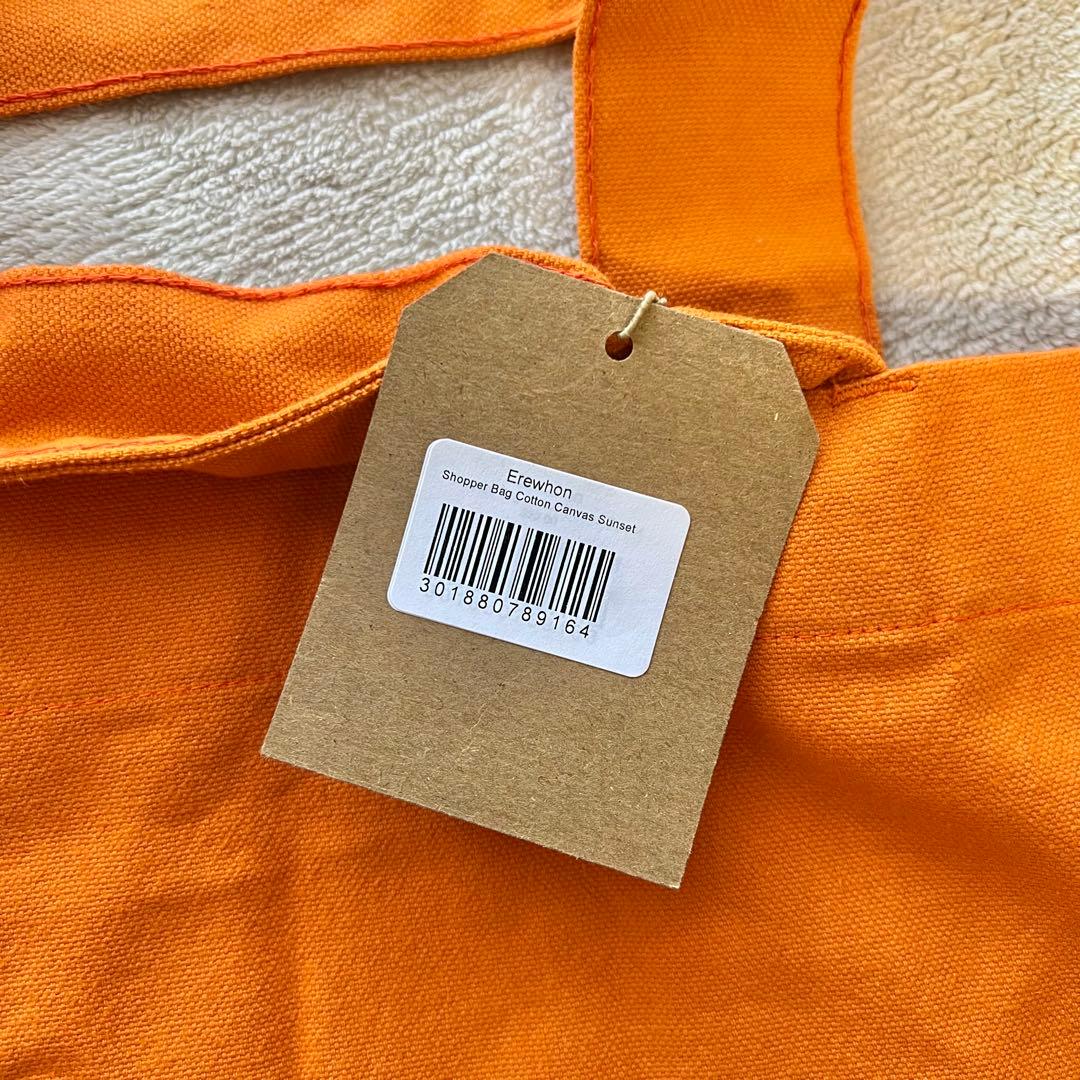 Erewhon
Shopper Bag Cotton Canvas Sunset
301880789164